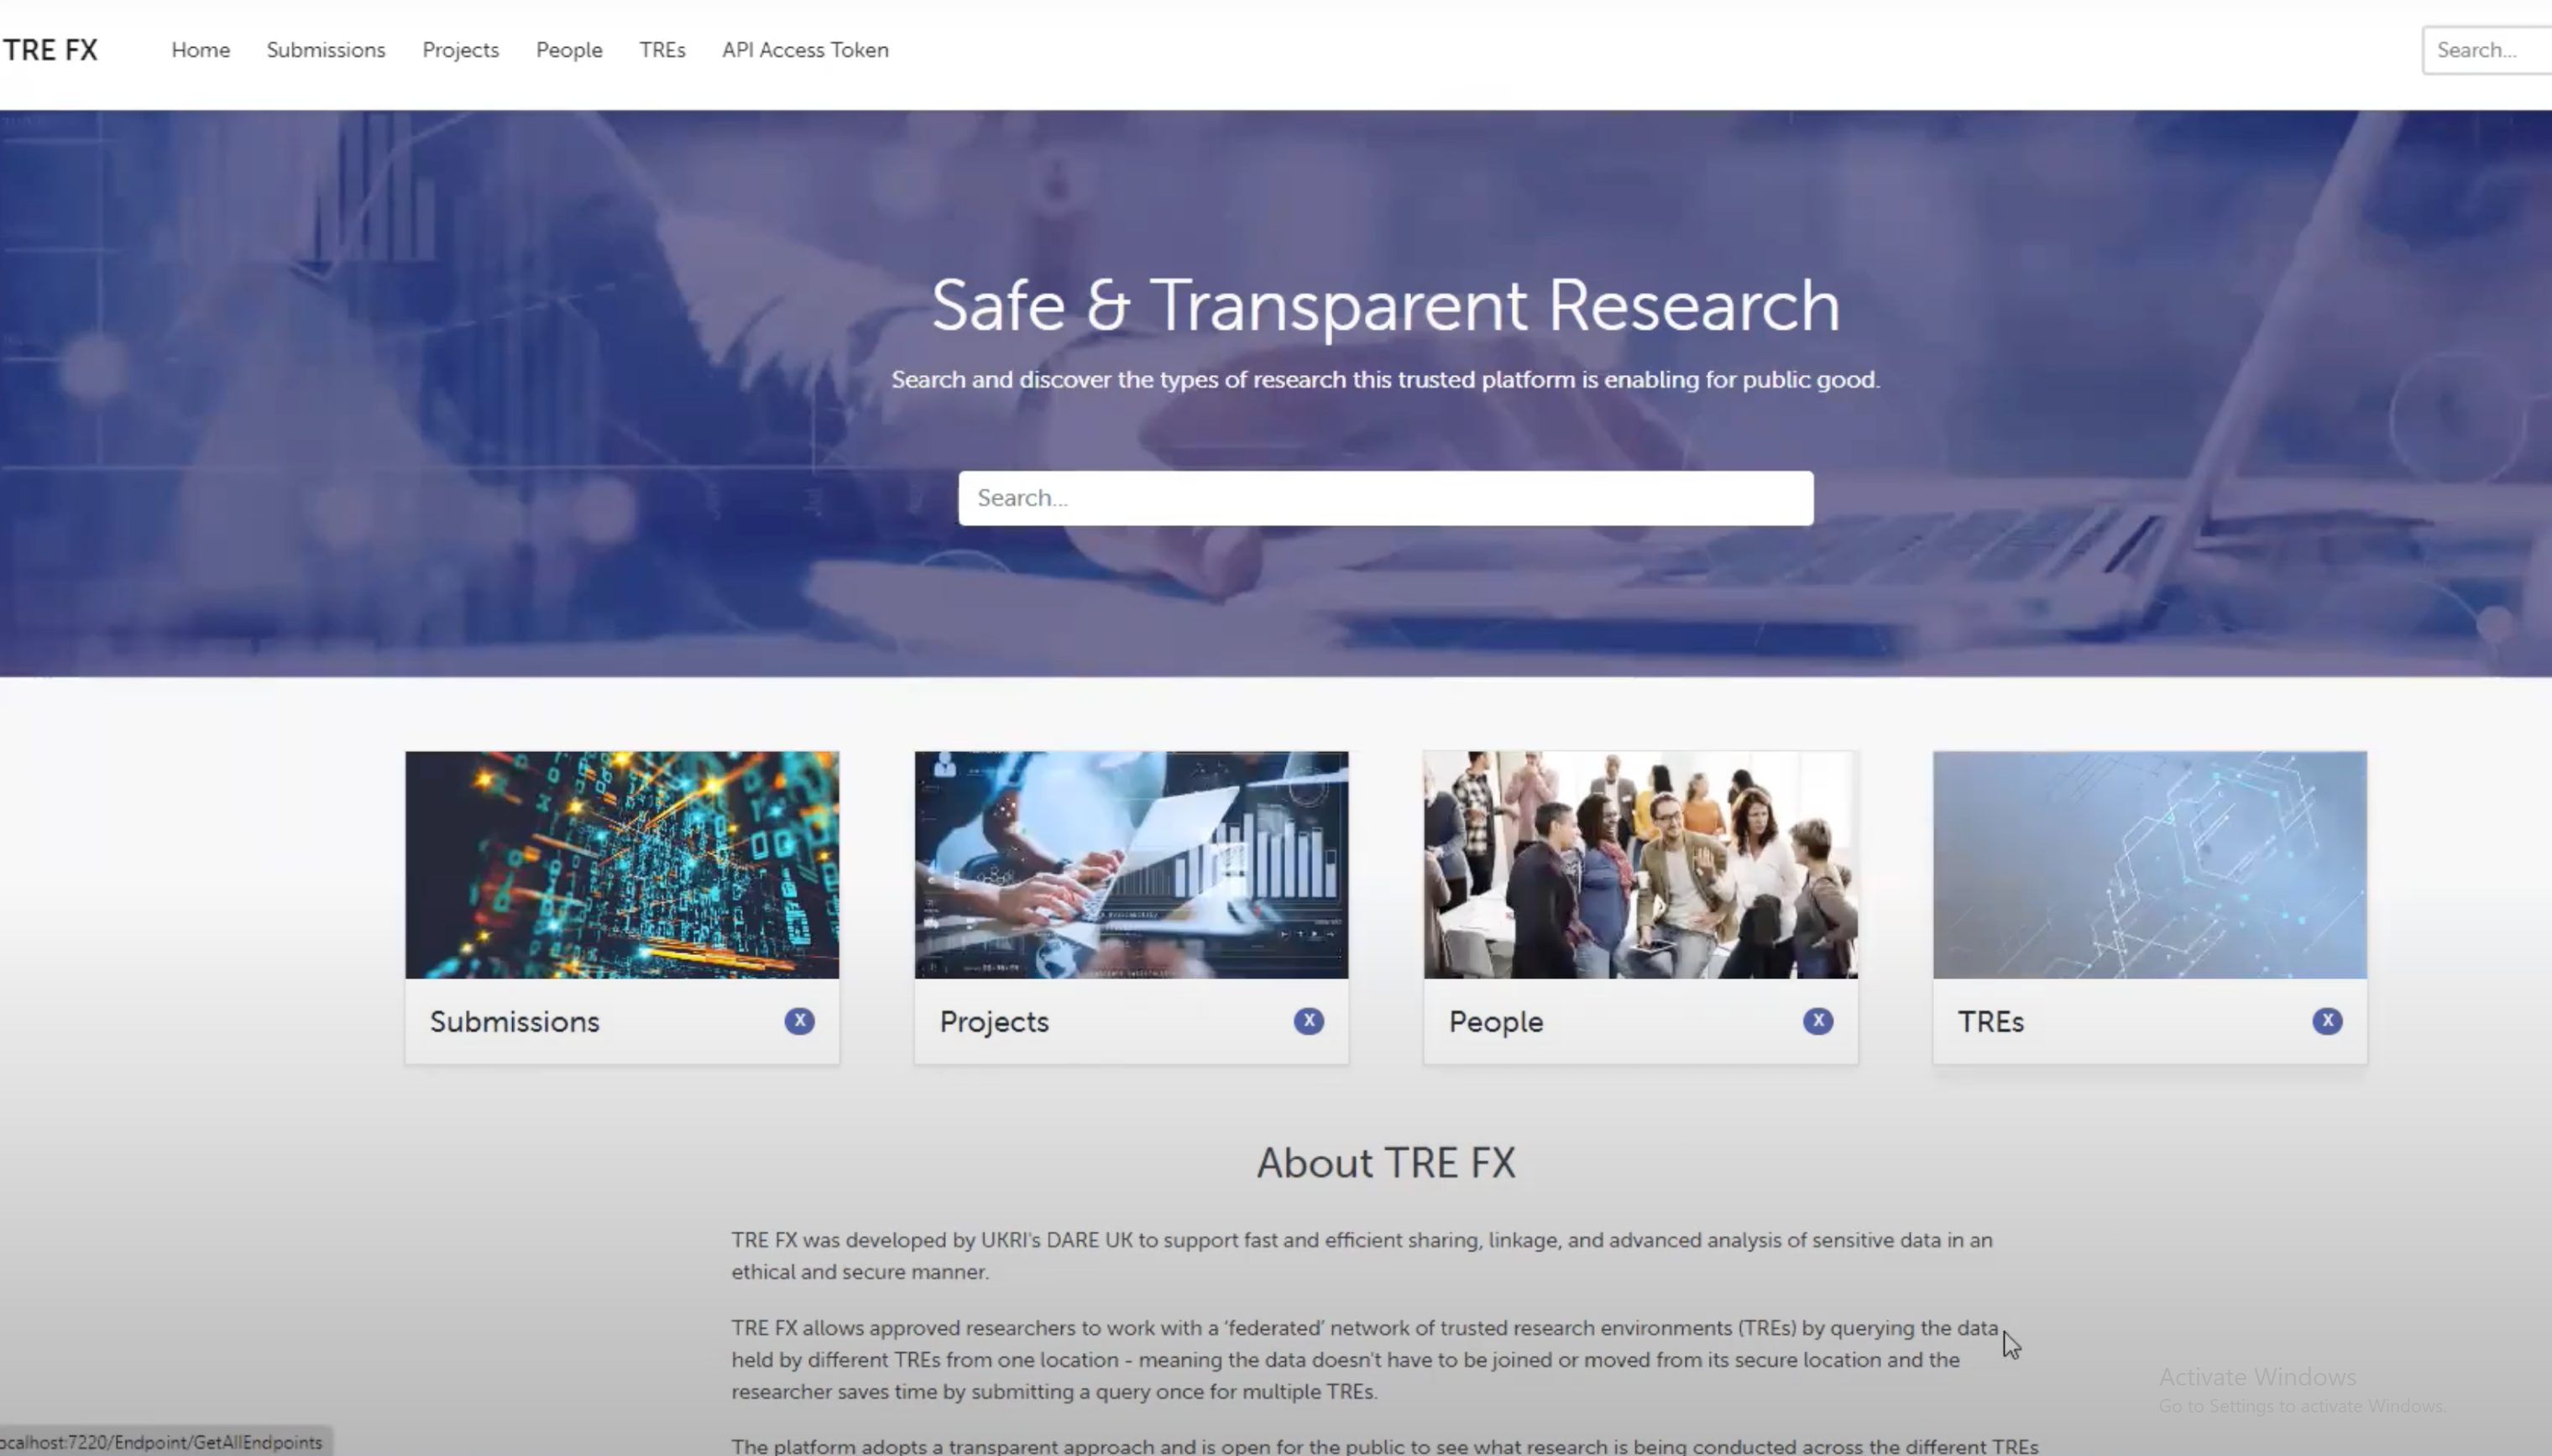 TRE FX
Home Submissions Projects People TREs API Access Token
Search...
Safe & Transparent Research
Search and discover the types of research this trusted platform is enabling for public good.
Search...
Submissions X
Projects X
People X
TREs X
About TRE FX
TRE FX was developed by UKRI's DARE UK to support fast and efficient sharing, linkage, and advanced analysis of sensitive data in an
ethical and secure manner.
TRE FX allows approved researchers to work with a ‘federated’ network of trusted research environments (TREs) by querying the data
held by different TREs from one location - meaning the data doesn't have to be joined or moved from its secure location and the
researcher saves time by submitting a query once for multiple TREs.
Activate Windows
Go to Settings to activate Windows.
ocalhost:7220/Endpoint/GetAllEndpoints
The platform adopts a transparent approach and is open for the public to see what research is being conducted across the different TREs